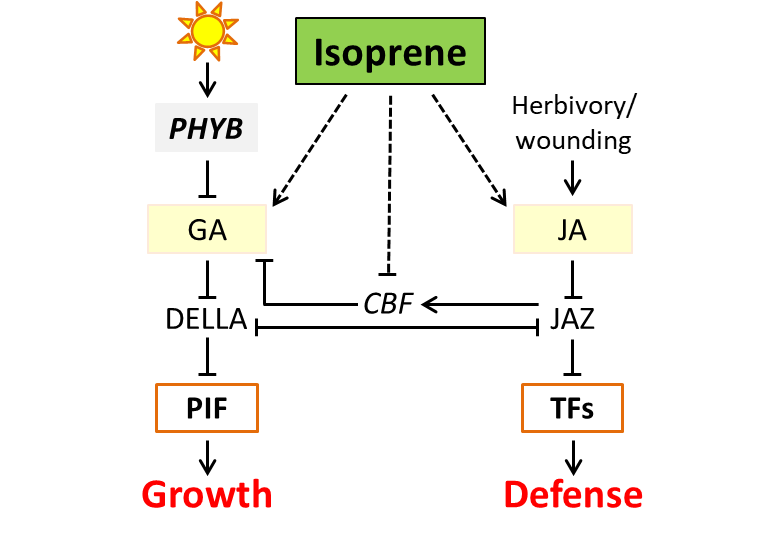 Isoprene
PHYB
Herbivory/
wounding
GA
JA
CBF
DELLA
JAZ
PIF
TFs
Growth
Defense